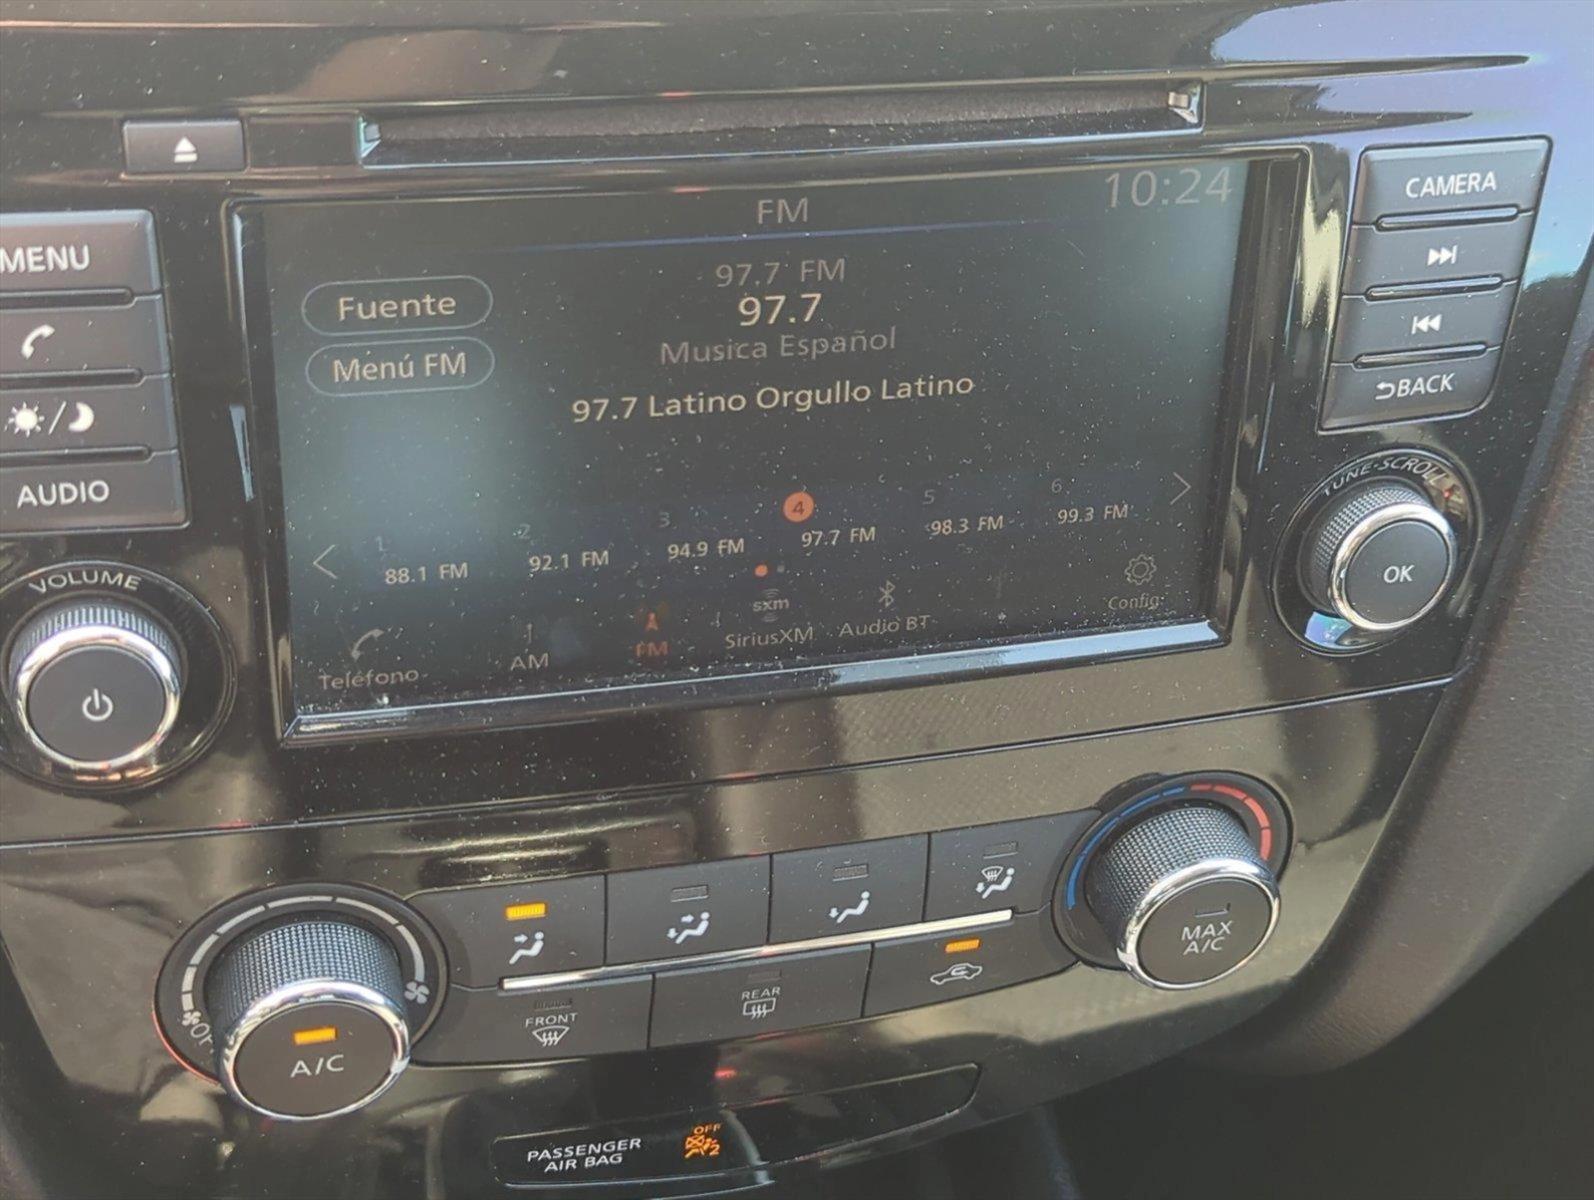 CAMERA
MENU
BACK
AUDIO
VOLUME
TUNE·SCROLL
OK
FM
10:24
Fuente
Menú FM
97.7 FM
97.7
Musica Español
97.7 Latino Orgullo Latino
1 2 3 4 5 6
88.1 FM 92.1 FM 94.9 FM 97.7 FM 98.3 FM 99.3 FM
Teléfono
AM
FM
sxm
SiriusXM
Audio BT
Config.
A/C
FRONT
REAR
MAX
A/C
PASSENGER
AIR BAG
OFF
2